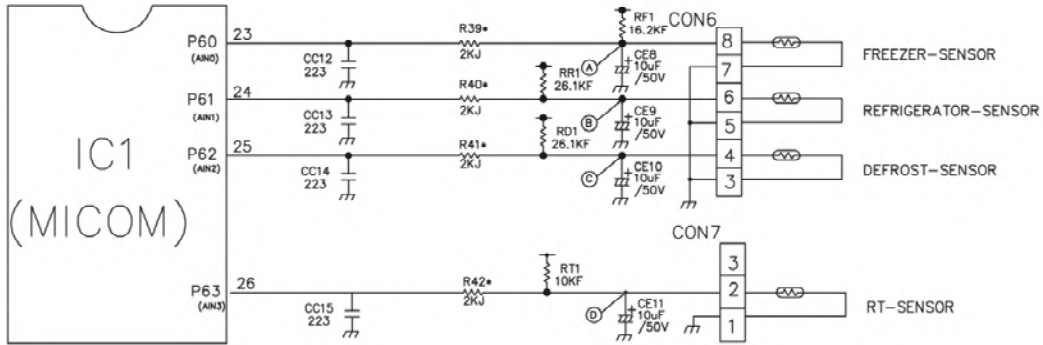 IC1
(MICOM)
P60
(AIN0)
23
CC12
223
R39*
2KJ
RF1
16.2KF
A
CE8
10uF
/50V
CON6
8
7
FREEZER-SENSOR
P61
(AIN1)
24
CC13
223
R40*
2KJ
RR1
26.1KF
B
CE9
10uF
/50V
6
5
REFRIGERATOR-SENSOR
P62
(AIN2)
25
CC14
223
R41*
2KJ
RD1
26.1KF
C
CE10
10uF
/50V
4
3
DEFROST-SENSOR
P63
(AIN3)
26
CC15
223
R42*
2KJ
RT1
10KF
D
CE11
10uF
/50V
CON7
3
2
1
RT-SENSOR